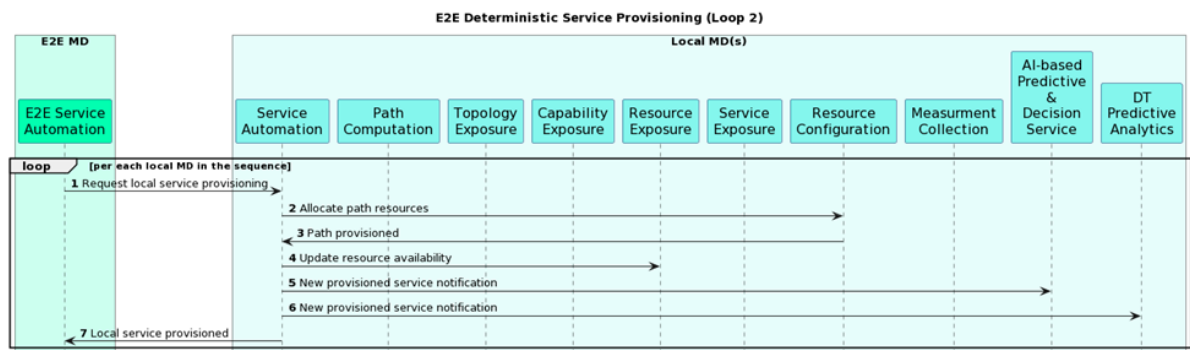 E2E Deterministic Service Provisioning (Loop 2)
E2E MD
Local MD(s)
E2E Service
Automation
Service
Automation
Path
Computation
Topology
Exposure
Capability
Exposure
Resource
Exposure
Service
Exposure
Resource
Configuration
Measurment
Collection
AI-based
Predictive
&
Decision
Service
DT
Predictive
Analytics
loop [per each local MD in the sequence]
1 Request local service provisioning
2 Allocate path resources
3 Path provisioned
4 Update resource availability
5 New provisioned service notification
6 New provisioned service notification
7 Local service provisioned